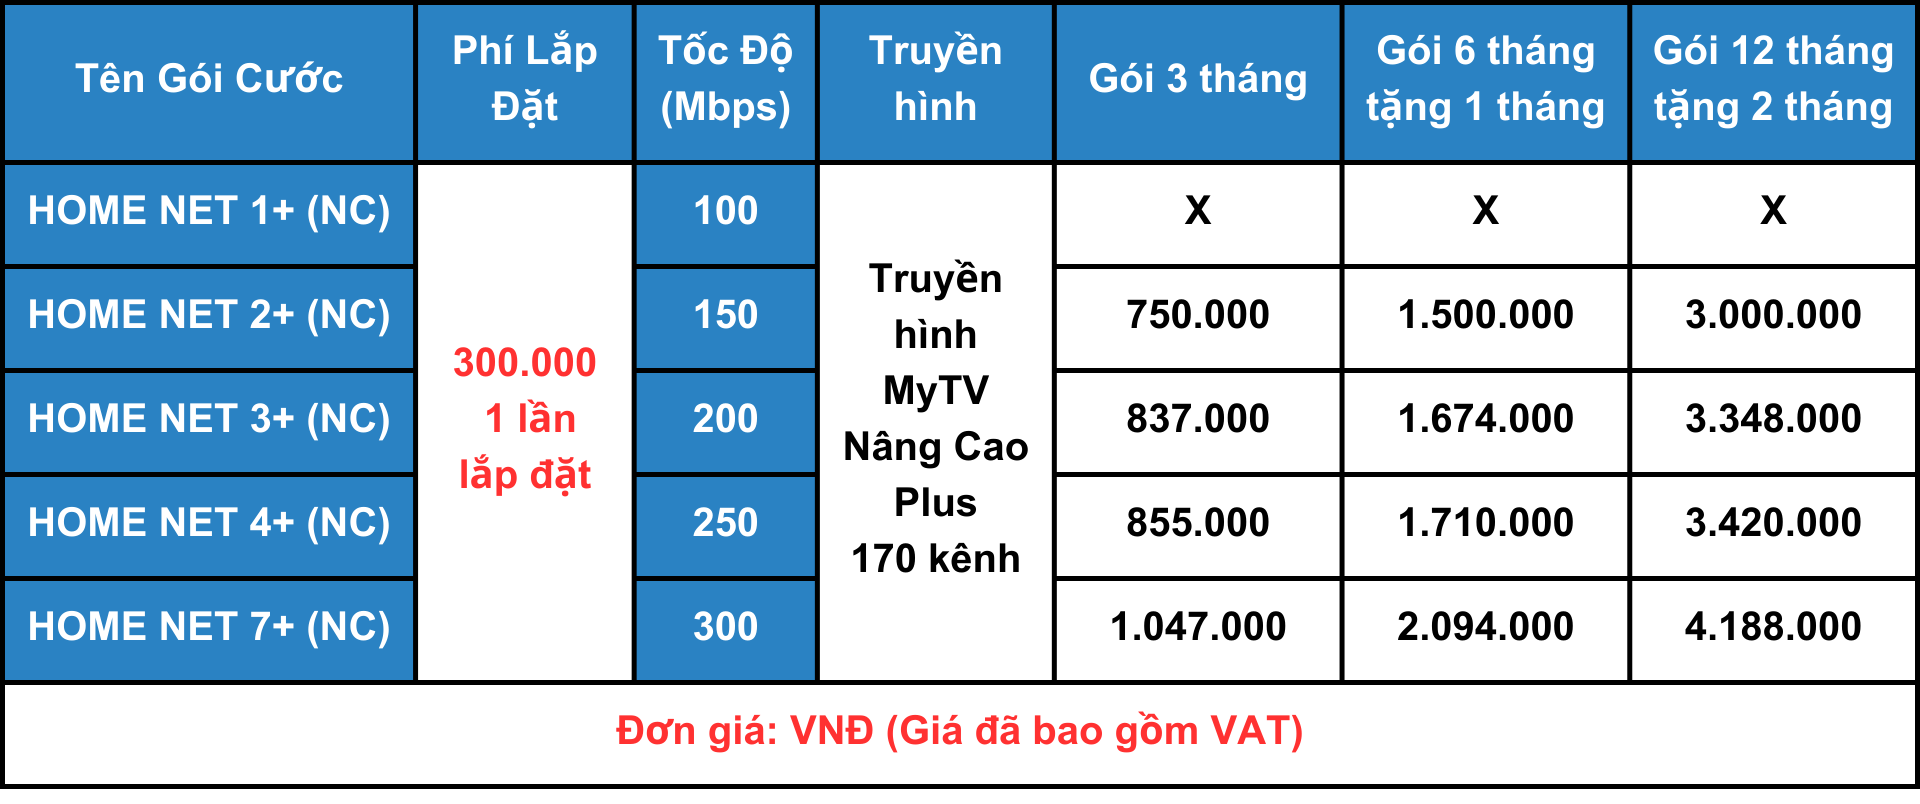 Tên Gói Cước
Phí Lắp
Đặt
Tốc Độ
(Mbps)
Truyền
hình
Gói 3 tháng
Gói 6 tháng
tặng 1 tháng
Gói 12 tháng
tặng 2 tháng
HOME NET 1+ (NC)
100
X
X
X
HOME NET 2+ (NC)
150
750.000
1.500.000
3.000.000
HOME NET 3+ (NC)
200
837.000
1.674.000
3.348.000
HOME NET 4+ (NC)
250
855.000
1.710.000
3.420.000
HOME NET 7+ (NC)
300
1.047.000
2.094.000
4.188.000
300.000
1 lần
lắp đặt
Truyền
hình
MyTV
Nâng Cao
Plus
170 kênh
Đơn giá: VNĐ (Giá đã bao gồm VAT)